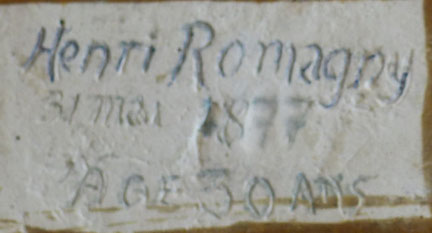 Henri Romagny
31 mai 1877
AGE 30 ANS